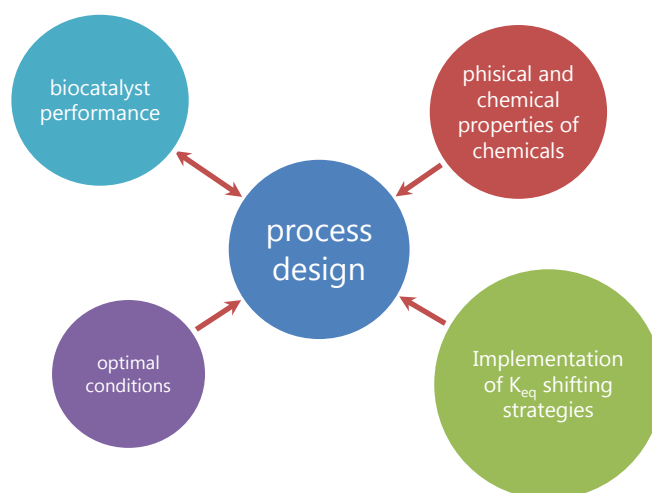 biocatalyst
performance
phisical and
chemical
properties of
chemicals
process
design
optimal
conditions
Implementation
of Keq shifting
strategies